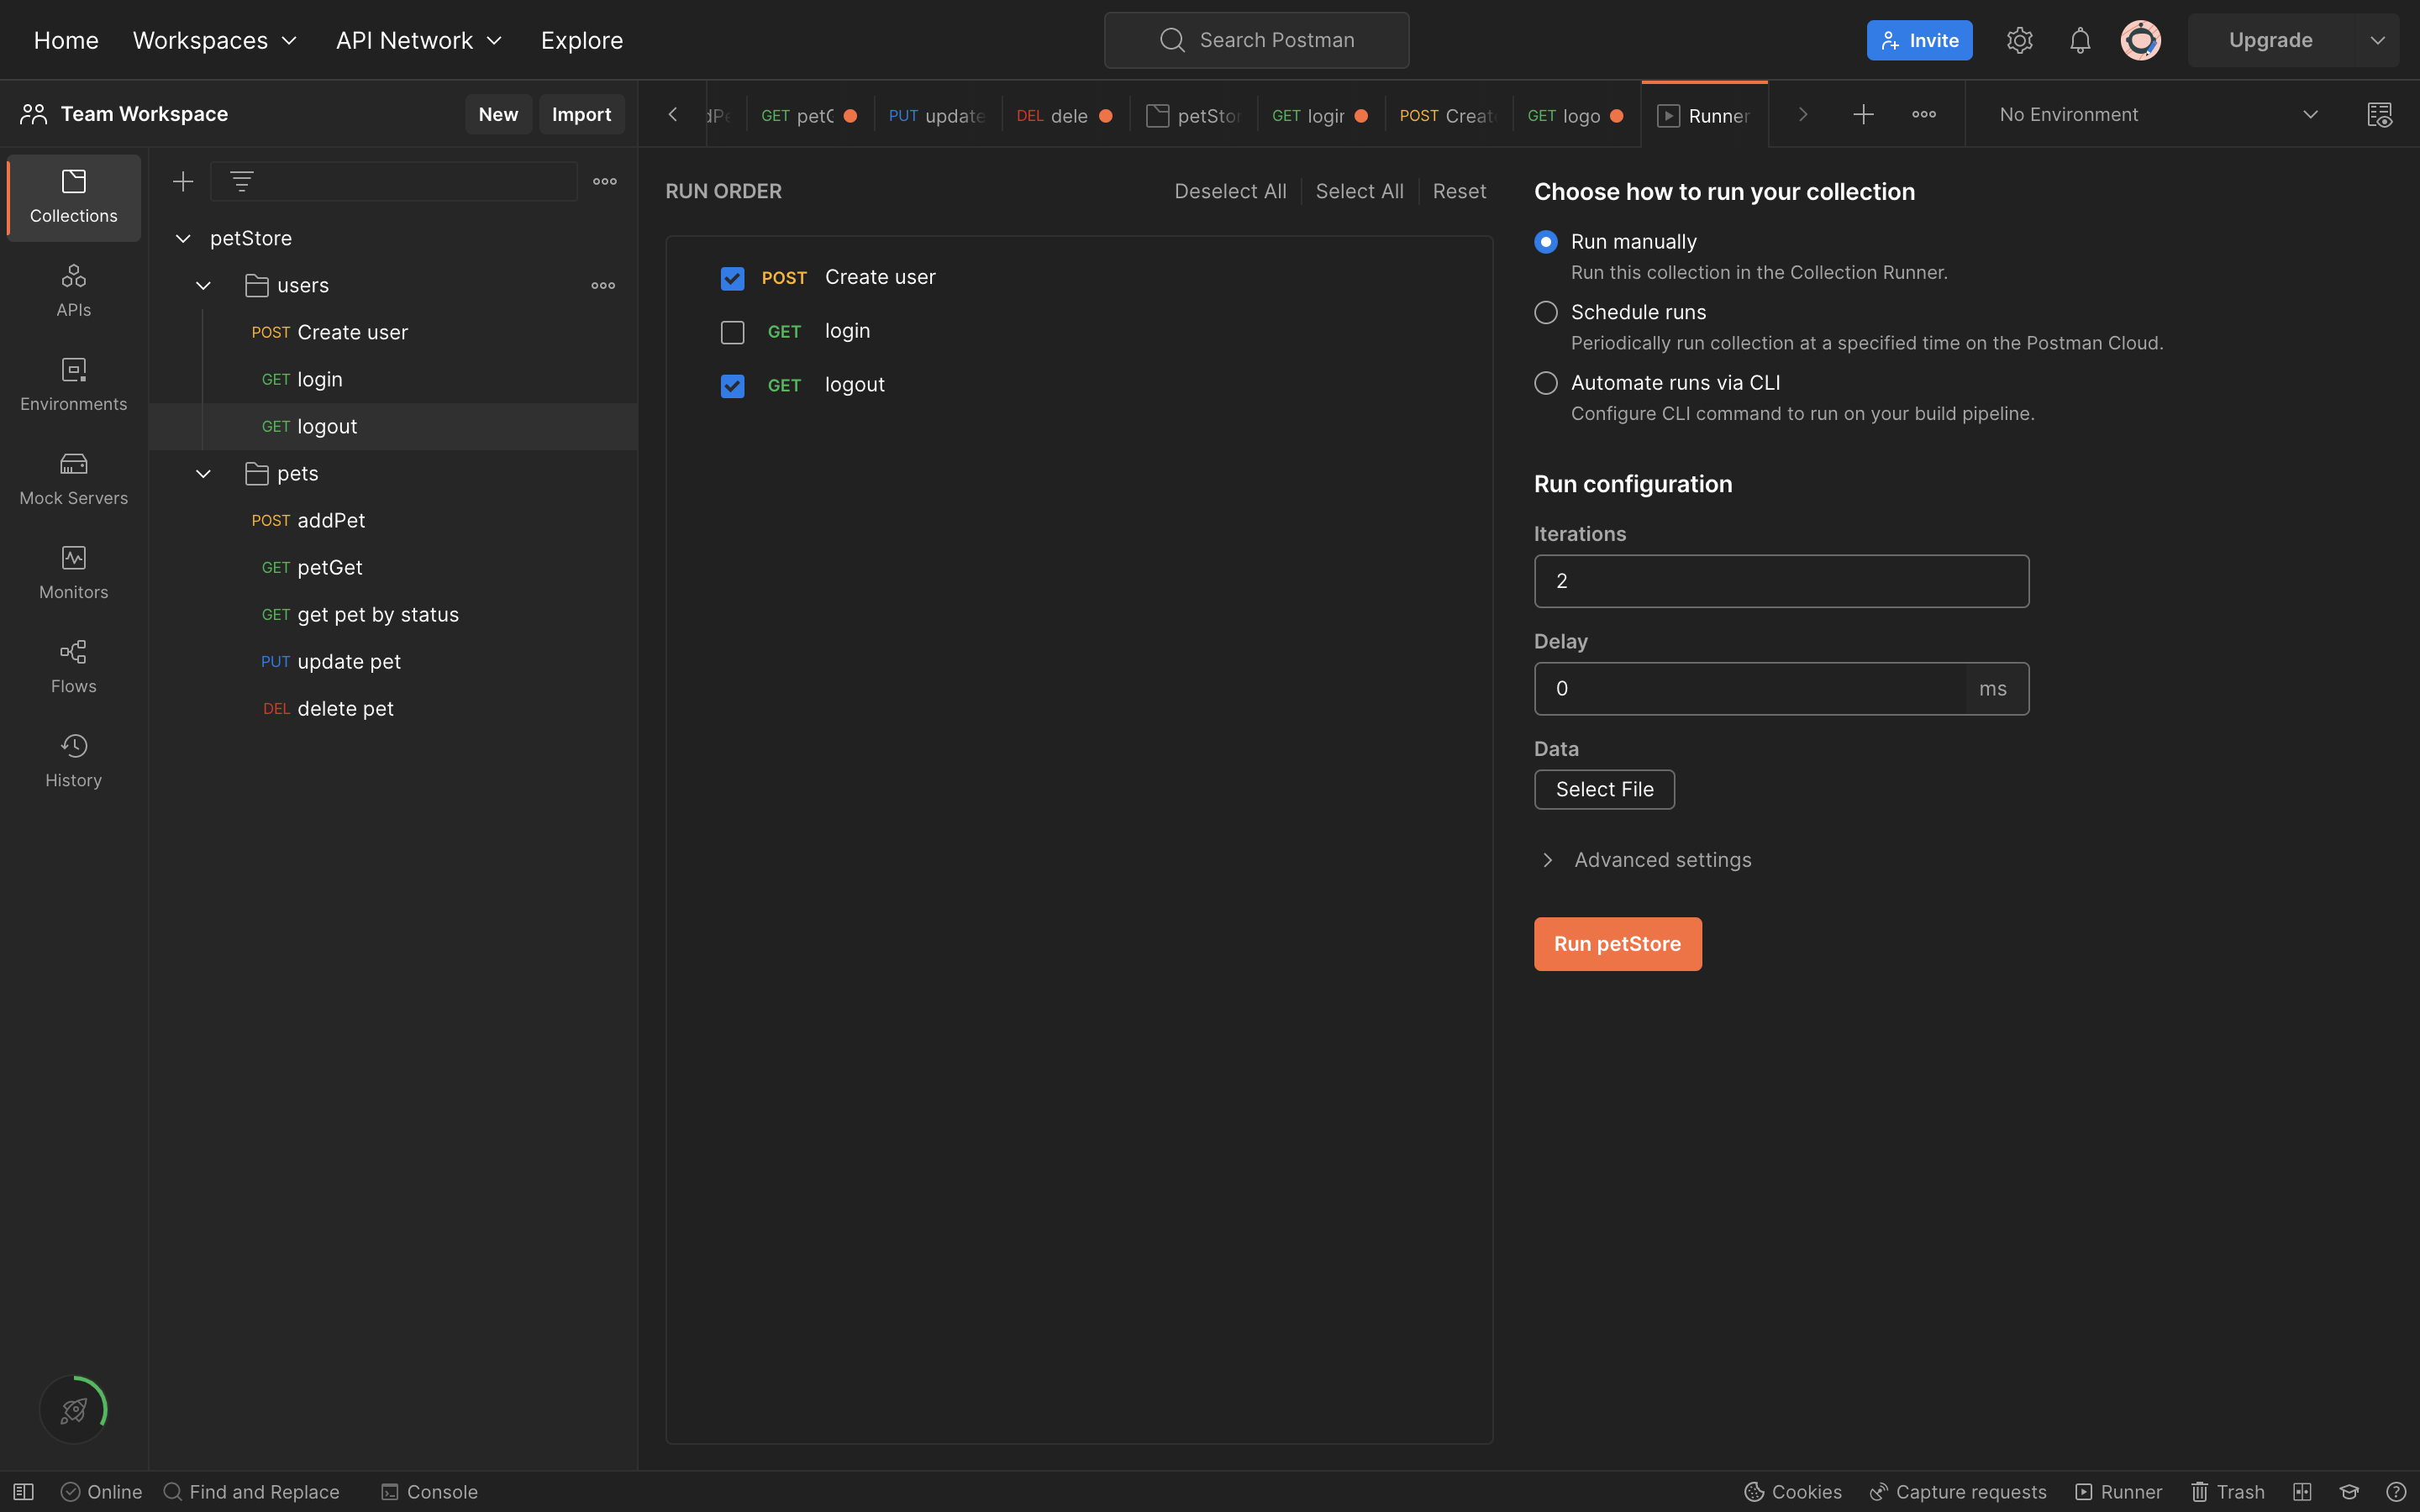 Home Workspaces API Network Explore Search Postman Invite Upgrade
Team Workspace New Import
GET petG PUT update DEL dele petStor GET login POST Creat GET logo Runner No Environment
Collections
APIs
Environments
Mock Servers
Monitors
Flows
History
petStore
users
POST Create user
GET login
GET logout
pets
POST addPet
GET petGet
GET get pet by status
PUT update pet
DEL delete pet
RUN ORDER Deselect All Select All Reset
POST Create user
GET login
GET logout
Choose how to run your collection
Run manually
Run this collection in the Collection Runner.
Schedule runs
Periodically run collection at a specified time on the Postman Cloud.
Automate runs via CLI
Configure CLI command to run on your build pipeline.
Run configuration
Iterations
2
Delay
0 ms
Data
Select File
Advanced settings
Run petStore
Online Find and Replace Console Cookies Capture requests Runner Trash